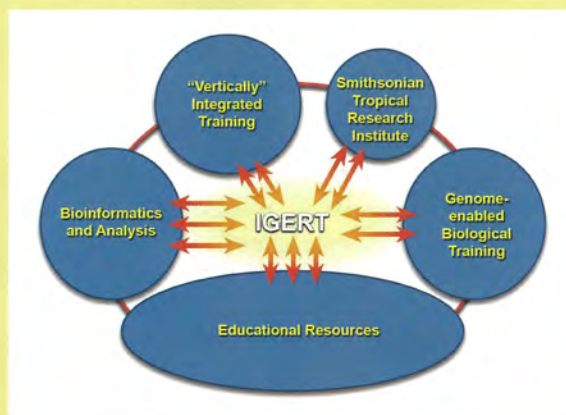 “Vertically”
Integrated
Training
Smithsonian
Tropical
Research
Institute
Bioinformatics
and Analysis
IGERT
Genome-
enabled
Biological
Training
Educational Resources